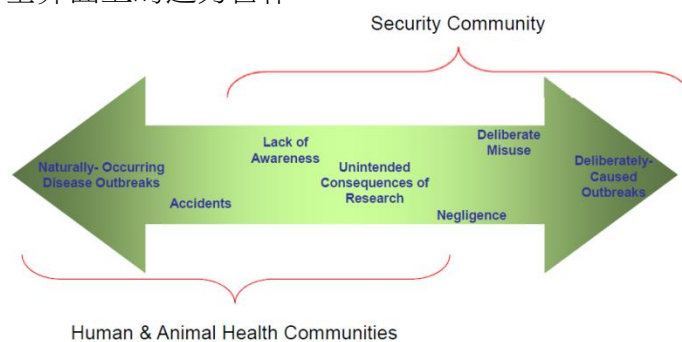 Security Community
Lack of
Awareness
Deliberate
Misuse
Naturally- Occurring
Disease Outbreaks
Unintended
Consequences of
Research
Deliberately-
Caused
Outbreaks
Accidents
Negligence
Human & Animal Health Communities